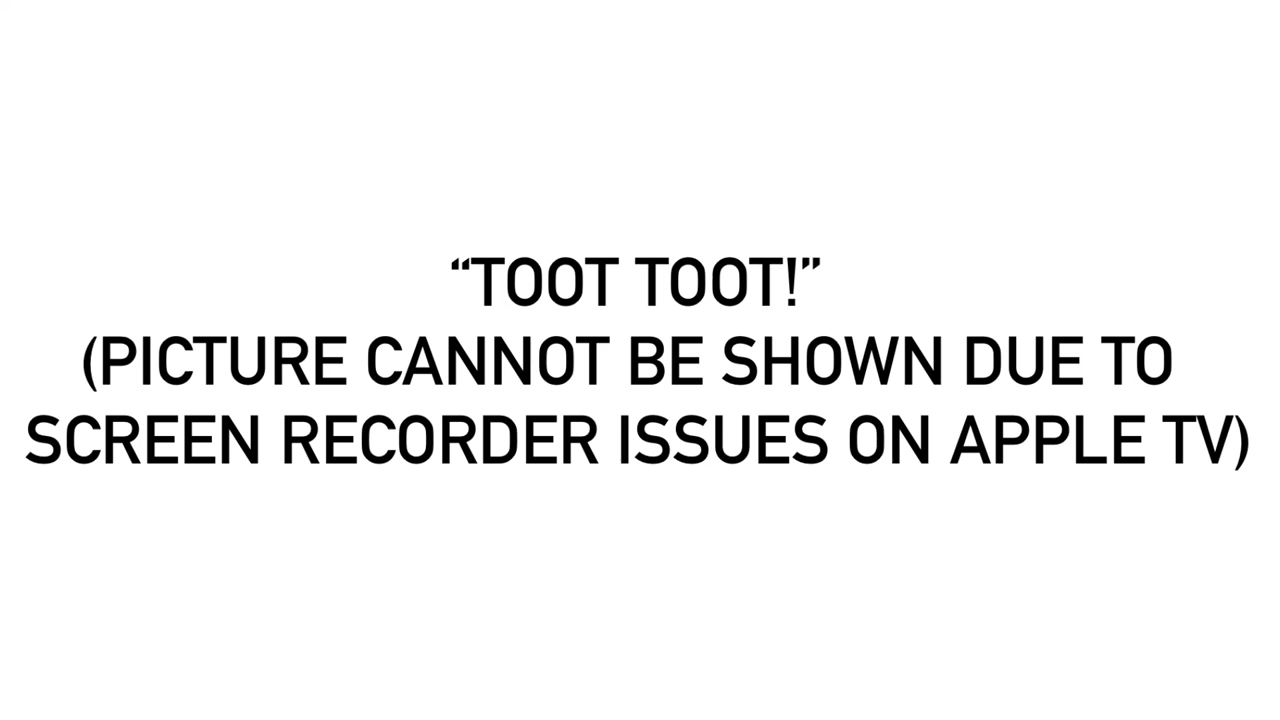 “TOOT TOOT!”
(PICTURE CANNOT BE SHOWN DUE TO
SCREEN RECORDER ISSUES ON APPLE TV)